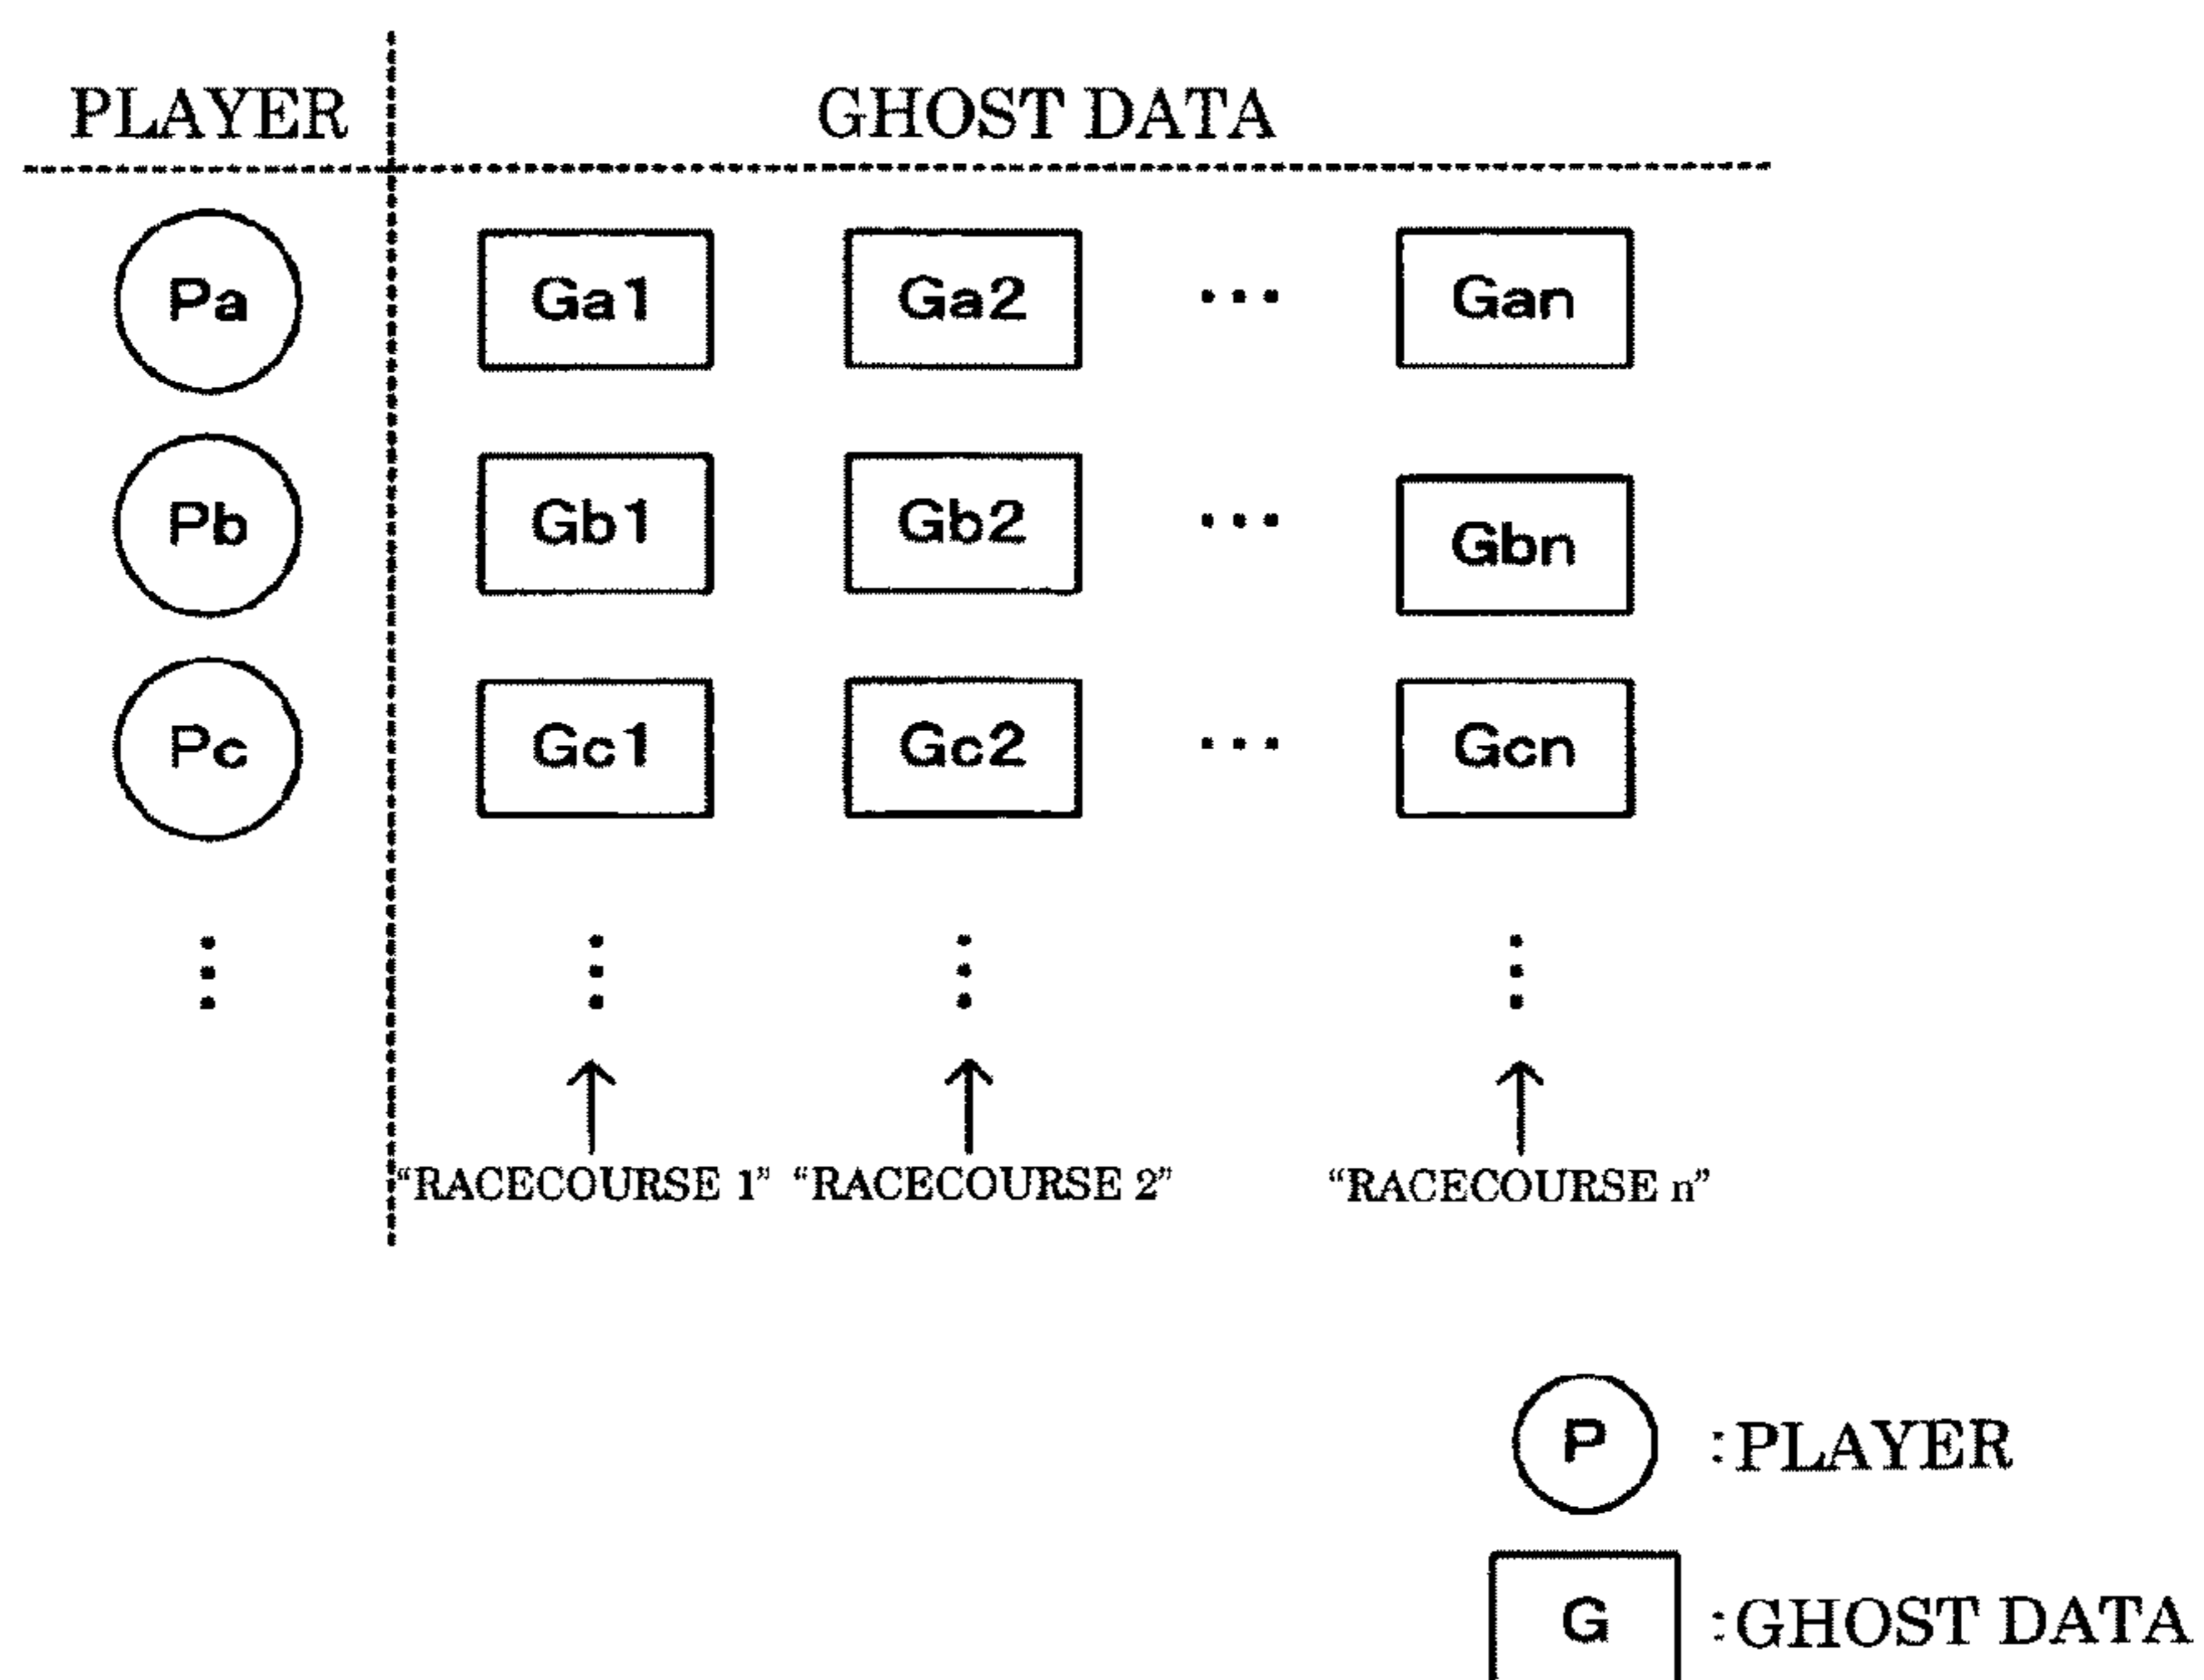 PLAYER GHOST DATA
Pa Ga1 Ga2 ... Gan
Pb Gb1 Gb2 ... Gbn
Pc Gc1 Gc2 ... Gcn
“RACECOURSE 1” “RACECOURSE 2” “RACECOURSE n”
P :PLAYER
G :GHOST DATA